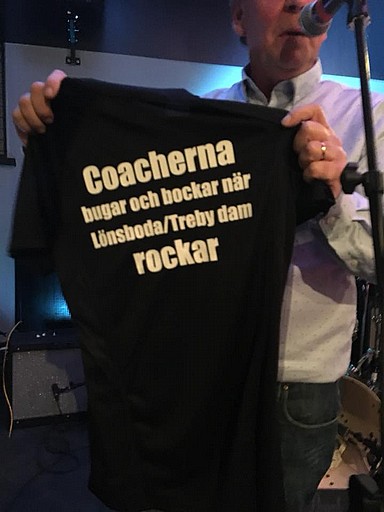 Coacherna
bugar och bockar när
Lönsboda/Treby dam
rockar